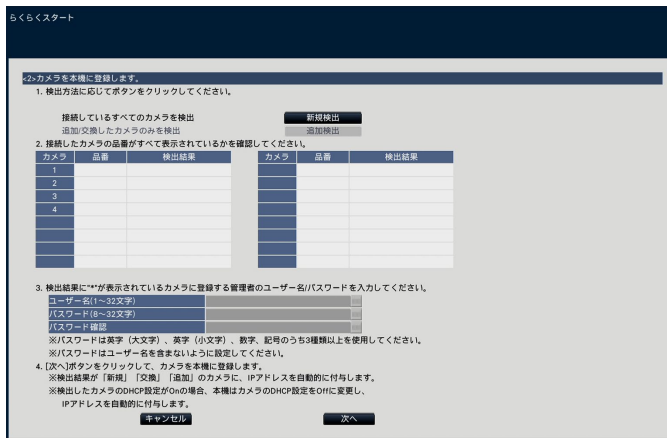 らくらくスタート
<2>カメラを本機に登録します。
1. 検出方法に応じてボタンをクリックしてください。
接続しているすべてのカメラを検出 新規検出
追加/交換したカメラのみを検出 追加検出
2. 接続したカメラの品番がすべて表示されているかを確認してください。
カメラ 品番 検出結果 カメラ 品番 検出結果
1
2
3
4
3. 検出結果に"*"が表示されているカメラに登録する管理者のユーザー名/パスワードを入力してください。
ユーザー名(1～32文字)
パスワード(8～32文字)
パスワード確認
※パスワードは英字（大文字）、英字（小文字）、数字、記号のうち3種類以上を使用してください。
※パスワードはユーザー名を含まないように設定してください。
4. [次へ]ボタンをクリックして、カメラを本機に登録します。
※検出結果が「新規」「交換」「追加」のカメラに、IPアドレスを自動的に付与します。
※検出したカメラのDHCP設定がOnの場合、本機はカメラのDHCP設定をOffに変更し、
IPアドレスを自動的に付与します。
キャンセル 次へ